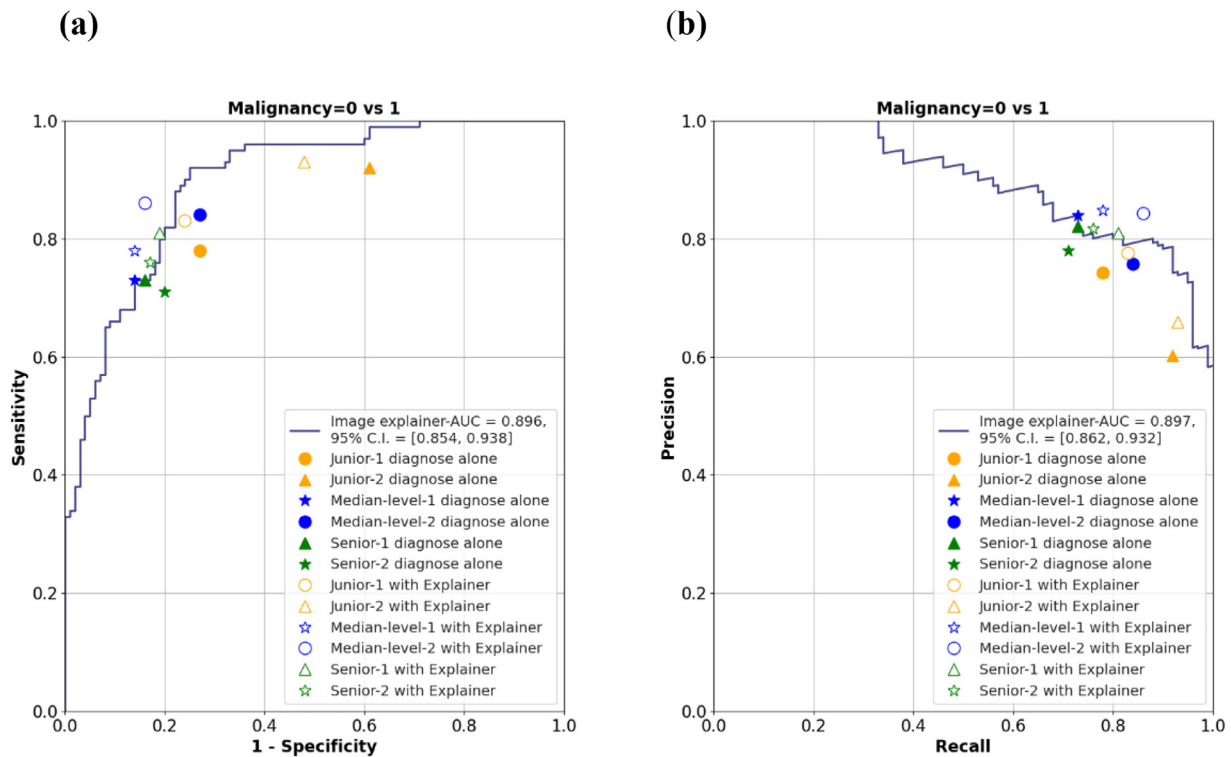 (a)
Malignancy=0 vs 1
1.0
0.8
0.6
0.4
0.2
0.0
Sensitivity
0.0 0.2 0.4 0.6 0.8 1.0
1 - Specificity
Image explainer-AUC = 0.896,
95% C.I. = [0.854, 0.938]
Junior-1 diagnose alone
Junior-2 diagnose alone
Median-level-1 diagnose alone
Median-level-2 diagnose alone
Senior-1 diagnose alone
Senior-2 diagnose alone
Junior-1 with Explainer
Junior-2 with Explainer
Median-level-1 with Explainer
Median-level-2 with Explainer
Senior-1 with Explainer
Senior-2 with Explainer
(b)
Malignancy=0 vs 1
1.0
0.8
0.6
0.4
0.2
0.0
Precision
0.0 0.2 0.4 0.6 0.8 1.0
Recall
Image explainer-AUC = 0.897,
95% C.I. = [0.862, 0.932]
Junior-1 diagnose alone
Junior-2 diagnose alone
Median-level-1 diagnose alone
Median-level-2 diagnose alone
Senior-1 diagnose alone
Senior-2 diagnose alone
Junior-1 with Explainer
Junior-2 with Explainer
Median-level-1 with Explainer
Median-level-2 with Explainer
Senior-1 with Explainer
Senior-2 with Explainer